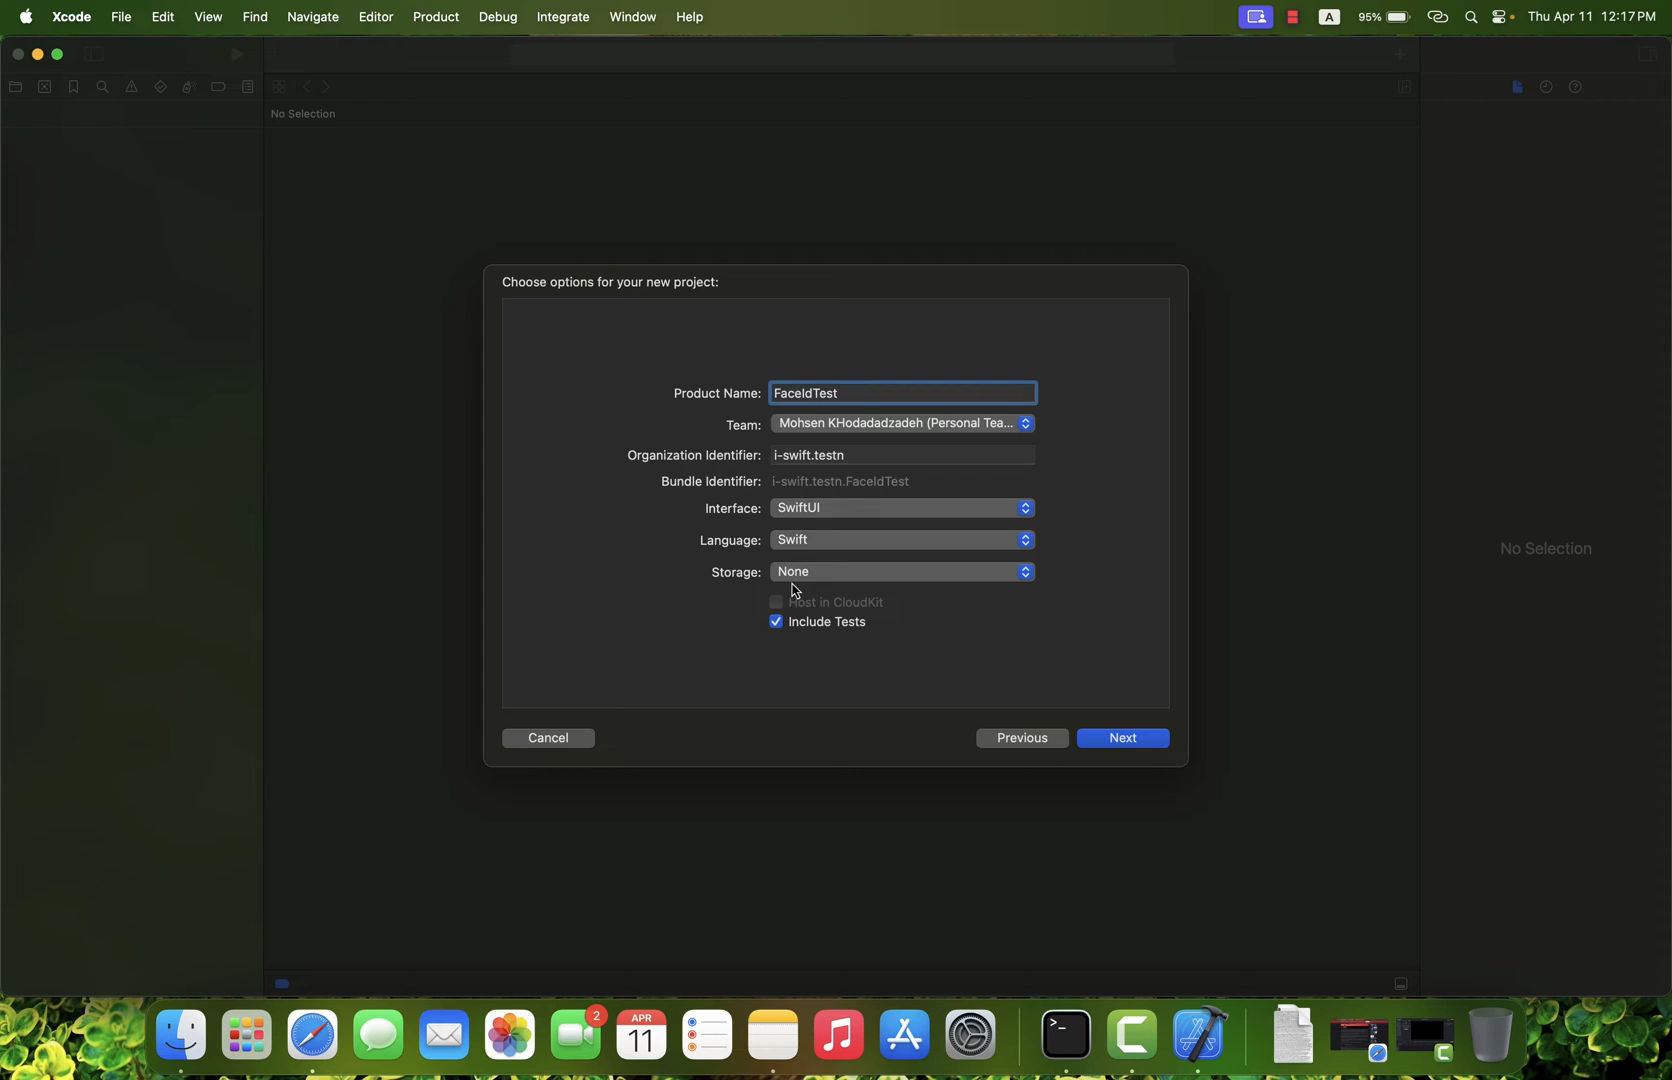 Xcode File Edit View Find Navigate Editor Product Debug Integrate Window Help A 95% Thu Apr 11 12:17 PM
No Selection
Choose options for your new project:
Product Name: FaceIdTest
Team: Mohsen KHodadadzadeh (Personal Tea...
Organization Identifier: i-swift.testn
Bundle Identifier: i-swift.testn.FaceIdTest
Interface: SwiftUI
Language: Swift
No Selection
Storage: None
Host in CloudKit
Include Tests
Cancel Previous Next
2
APR
11